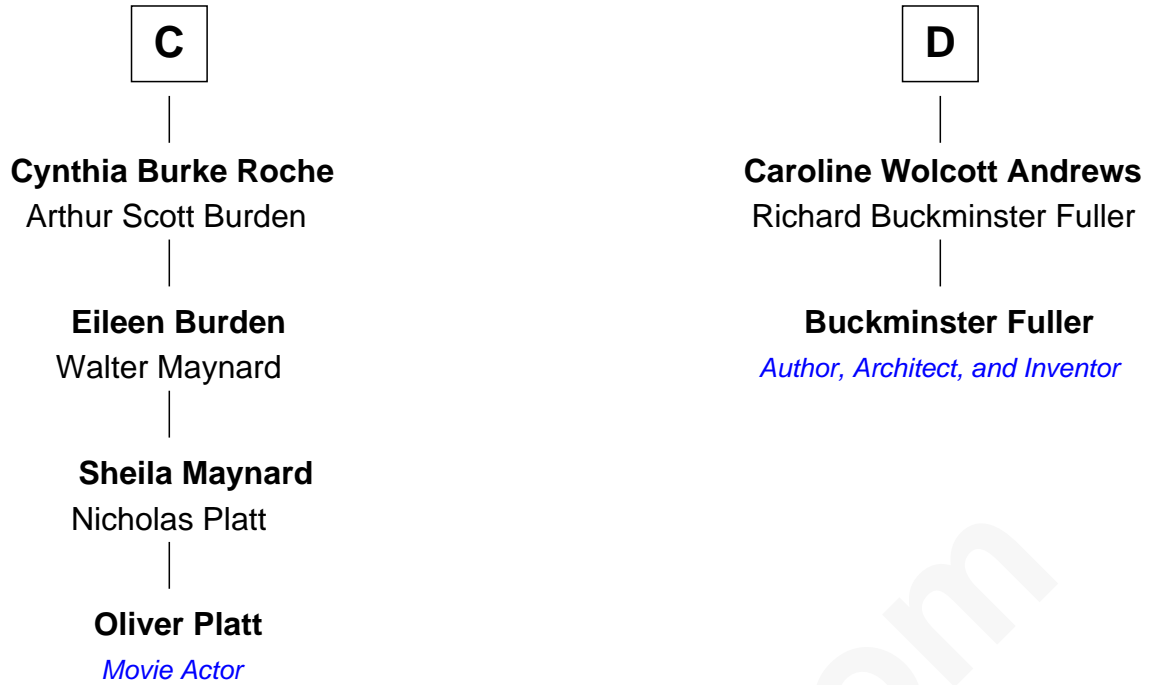 C
Cynthia Burke Roche
Arthur Scott Burden
Eileen Burden
Walter Maynard
Sheila Maynard
Nicholas Platt
Oliver Platt
Movie Actor
D
Caroline Wolcott Andrews
Richard Buckminster Fuller
Buckminster Fuller
Author, Architect, and Inventor
om